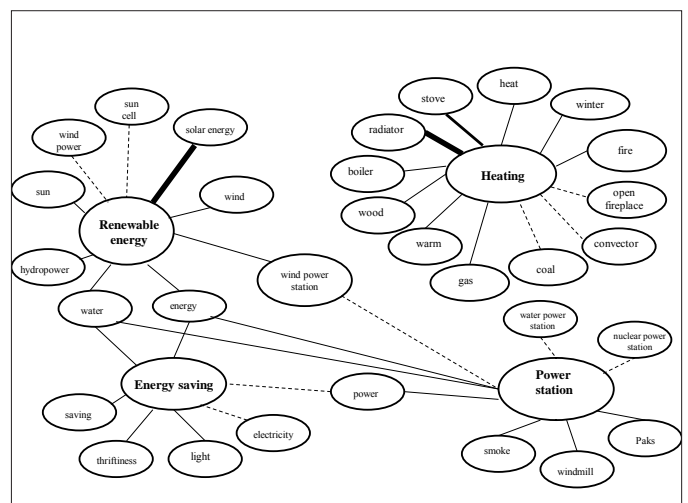 heat
sun
cell
stove
winter
wind
power
solar energy
radiator
fire
boiler
Heating
sun
wind
open
fireplace
wood
Renewable
energy
warm
convector
hydropower
wind power
station
gas
coal
water
energy
water power
station
nuclear power
station
Energy saving
power
Power
station
saving
electricity
Paks
thriftiness
light
smoke
windmill